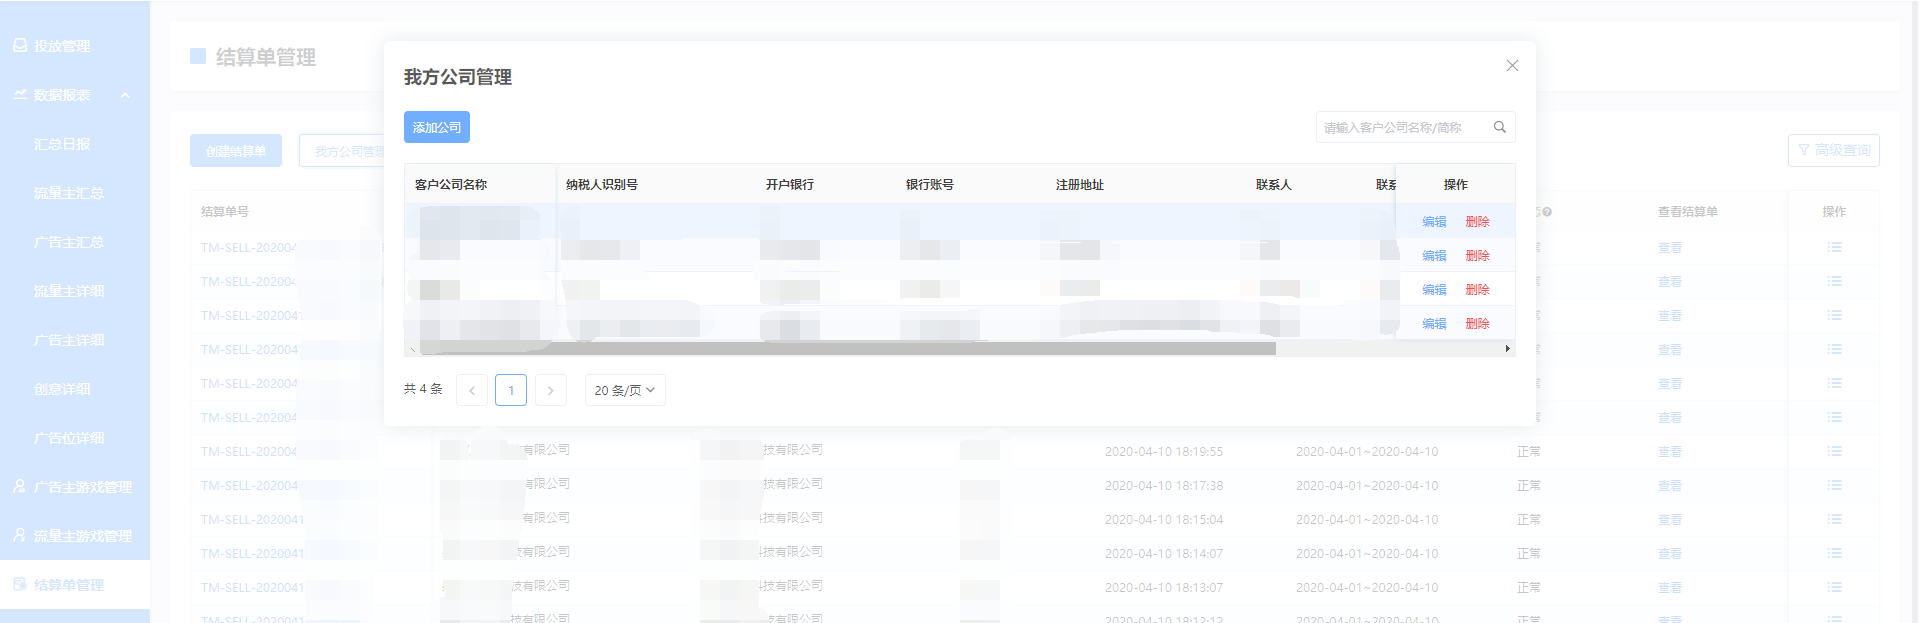 投放管理
数据报表
汇总日报
流量主汇总
广告主汇总
流量主详细
广告主详细
创意详细
广告位详细
广告主游戏管理
流量主游戏管理
结算单管理
结算单管理
创建结算单
我方公司管理
高级查询
我方公司管理
添加公司
请输入客户公司名称/简称
客户公司名称 纳税人识别号 开户银行 银行账号 注册地址 联系人 联系 操作
编辑 删除
编辑 删除
编辑 删除
编辑 删除
共 4 条 1 20 条/页
结算单号 查看结算单 操作
TM-SELL-202004 查看
TM-SELL-202004 查看
TM-SELL-202004 查看
TM-SELL-202004 查看
TM-SELL-202004 查看
TM-SELL-202004 查看
TM-SELL-202004 有限公司 技有限公司 2020-04-10 18:19:55 2020-04-01~2020-04-10 正常 查看
TM-SELL-202004 有限公司 技有限公司 2020-04-10 18:17:38 2020-04-01~2020-04-10 正常 查看
TM-SELL-202004 有限公司 科技有限公司 2020-04-10 18:15:04 2020-04-01~2020-04-10 正常 查看
TM-SELL-202004 技有限公司 科技有限公司 2020-04-10 18:14:07 2020-04-01~2020-04-10 正常 查看
TM-SELL-202004 技有限公司 科技有限公司 2020-04-10 18:13:07 2020-04-01~2020-04-10 正常 查看
TM-SELL-202004 技有限公司 技有限公司 2020-04-10 18:12:12 2020-04-01~2020-04-10 正常 查看